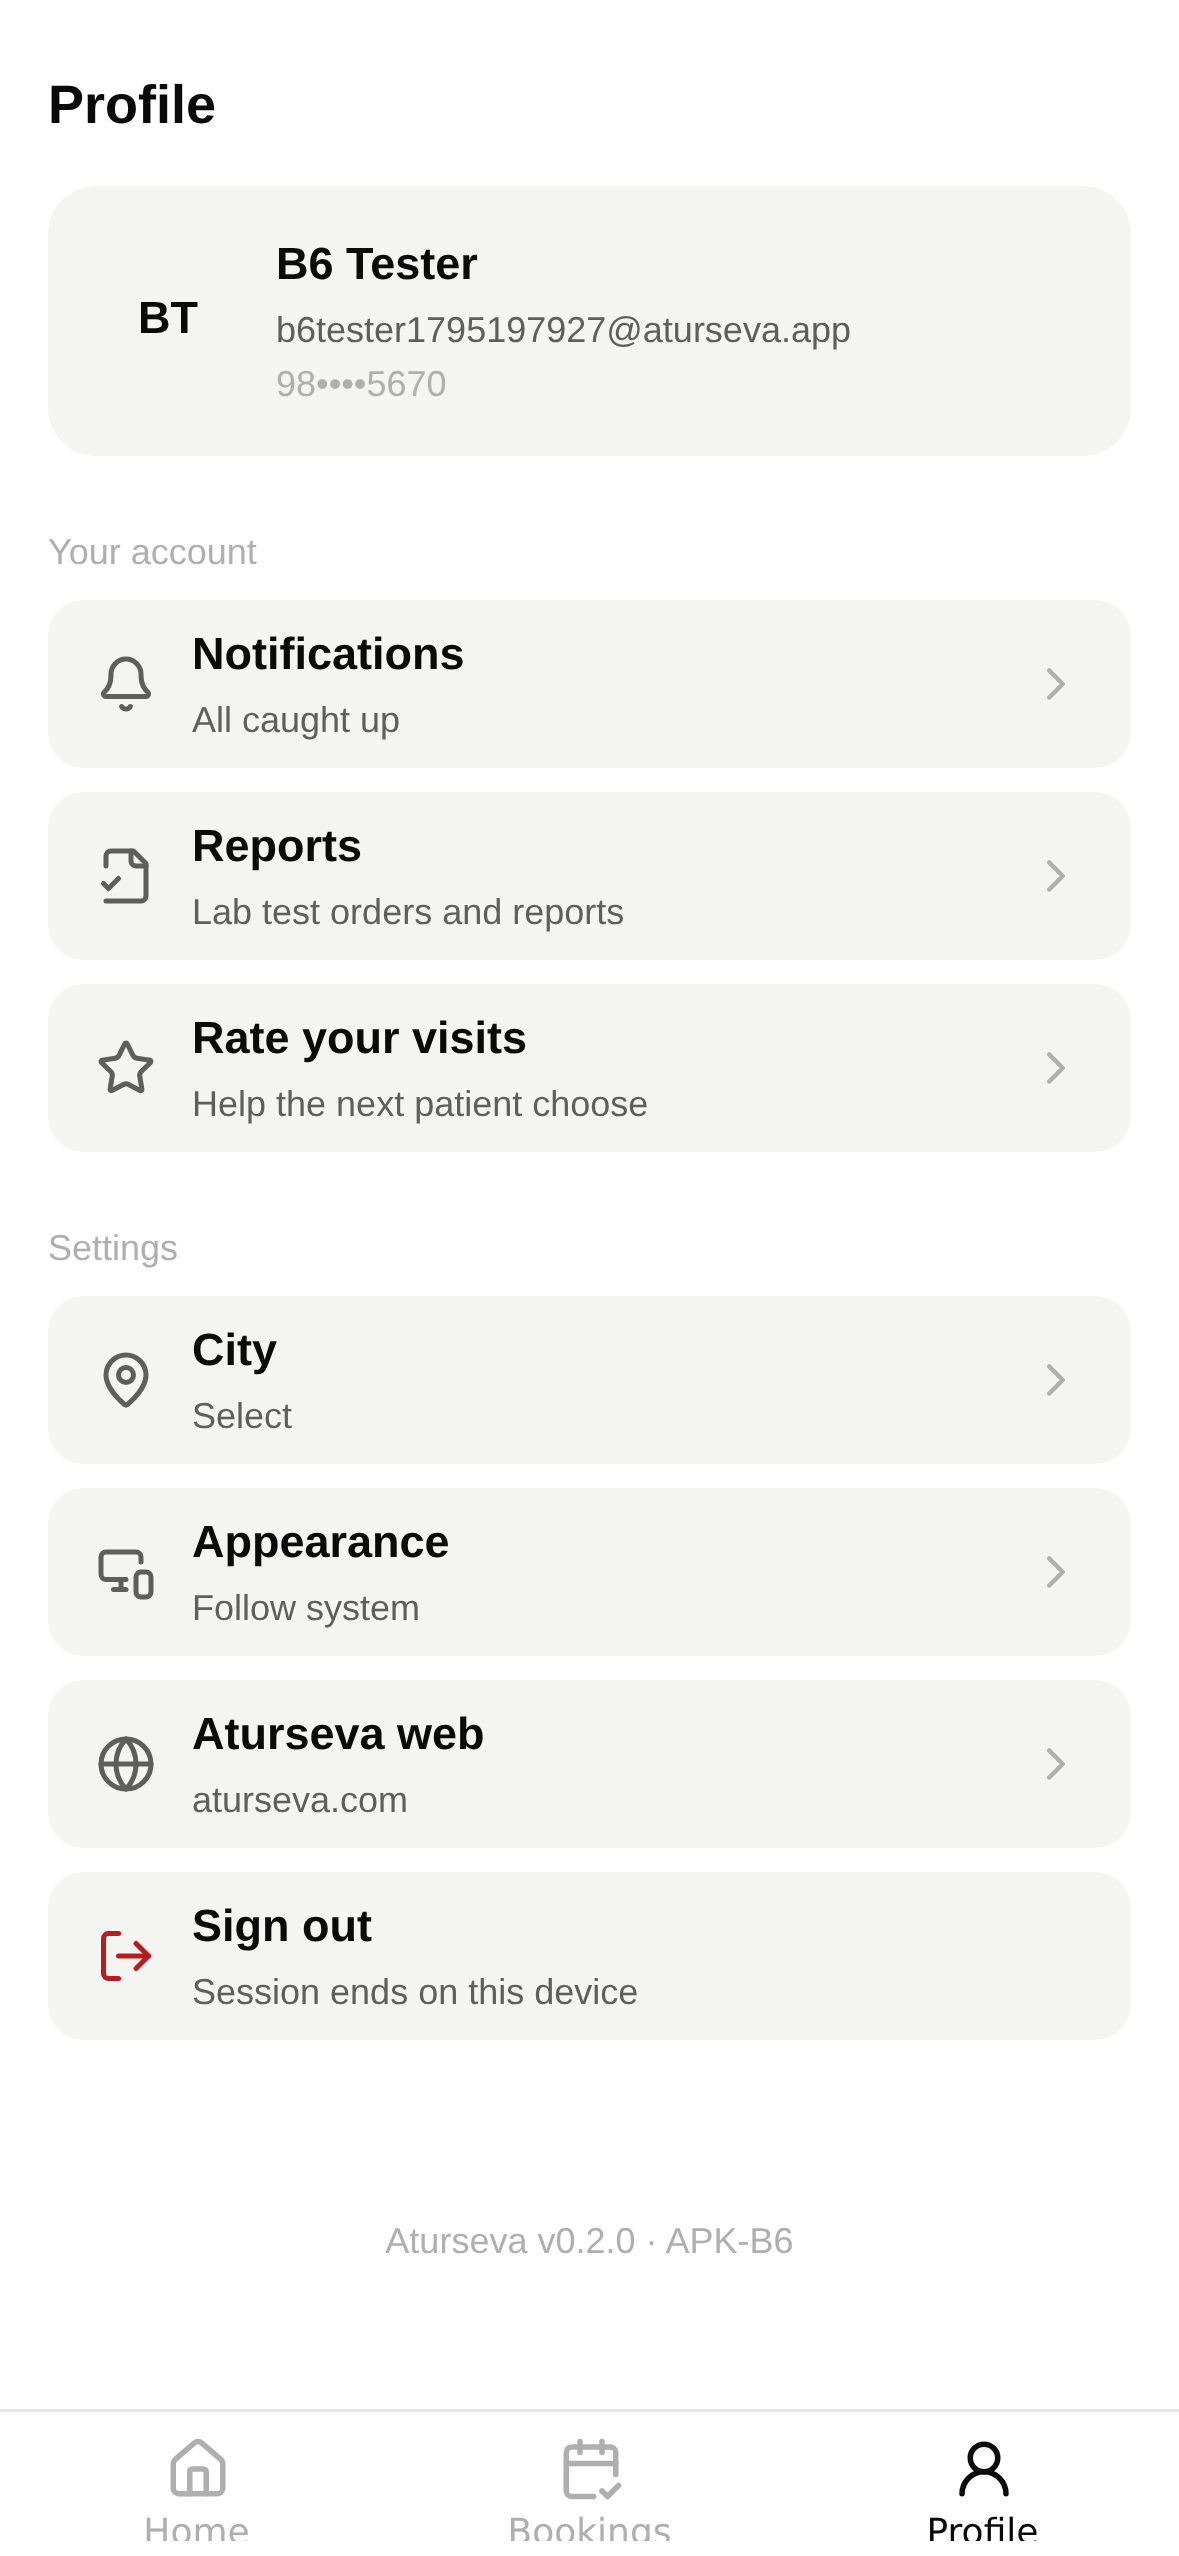 Profile
BT
B6 Tester
b6tester1795197927@aturseva.app
98••••5670
Your account
Notifications
All caught up
Reports
Lab test orders and reports
Rate your visits
Help the next patient choose
Settings
City
Select
Appearance
Follow system
Aturseva web
aturseva.com
Sign out
Session ends on this device
Aturseva v0.2.0 · APK-B6
Home
Bookings
Profile